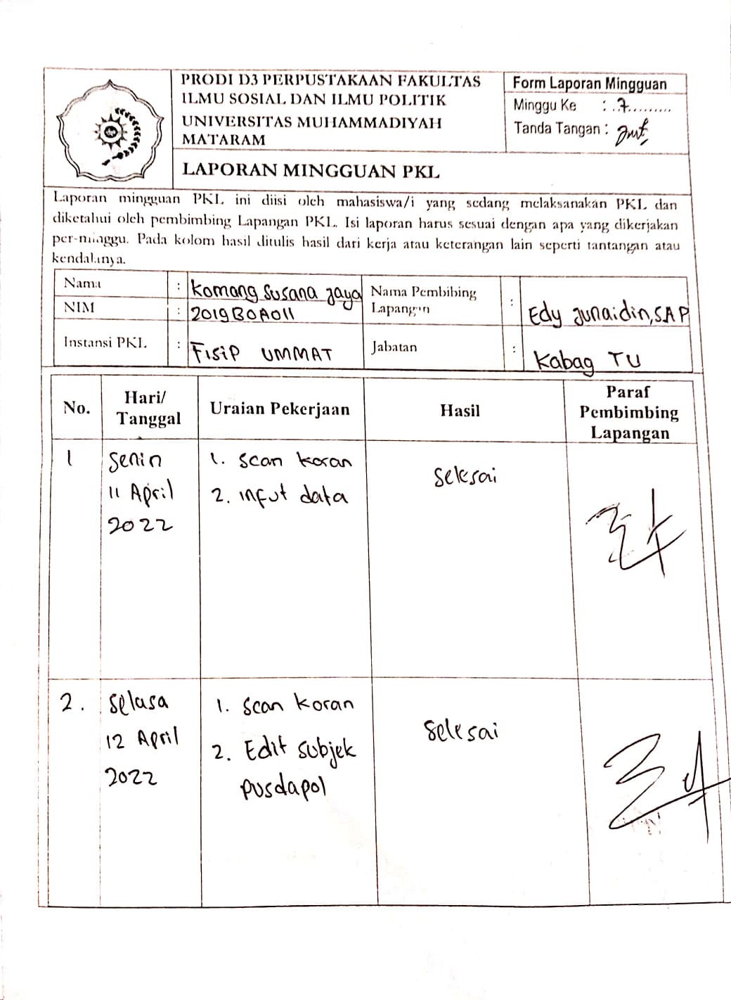 PRODI D3 PERPUSTAKAAN FAKULTAS
ILMU SOSIAL DAN ILMU POLITIK
UNIVERSITAS MUHAMMADIYAH
MATARAM
LAPORAN MINGGUAN PKL
Form Laporan Mingguan
Minggu Ke : ..7.........
Tanda Tangan :
Laporan mingguan PKL ini diisi oleh mahasiswa/i yang sedang melaksanakan PKL dan
diketahui oleh pembimbing Lapangan PKL. Isi laporan harus sesuai dengan apa yang dikerjakan
per-minggu. Pada kolom hasil ditulis hasil dari kerja atau keterangan lain seperti tantangan atau
kendalanya.
Nama : Komang Susana Jaya
NIM : 2019B0A011
Instansi PKL : FISIP UMMAT
Nama Pembibing
Lapangan : Edy Junaidin, SAP
Jabatan : Kabag TU
No. Hari/ Tanggal Uraian Pekerjaan Hasil Paraf Pembimbing Lapangan
1 Senin 1. Scan koran Selesai
11 April 2. infut data
2022
2. Selasa 1. Scan koran Selesai
12 April 2. Edit subjek
2022 pusdapol